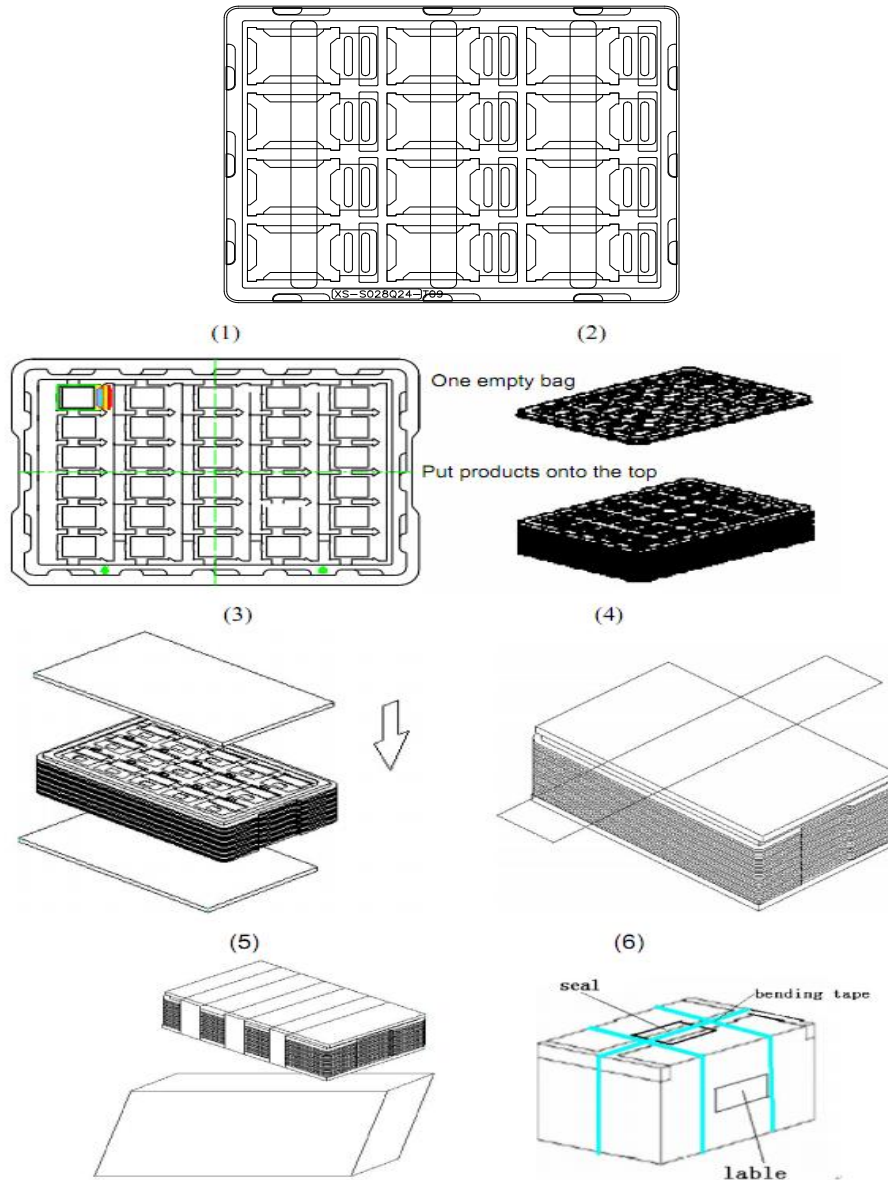 XS-S028Q24-T09
(1) (2)
One empty bag
Put products onto the top
(3) (4)
(5) (6)
seal
bending tape
lable